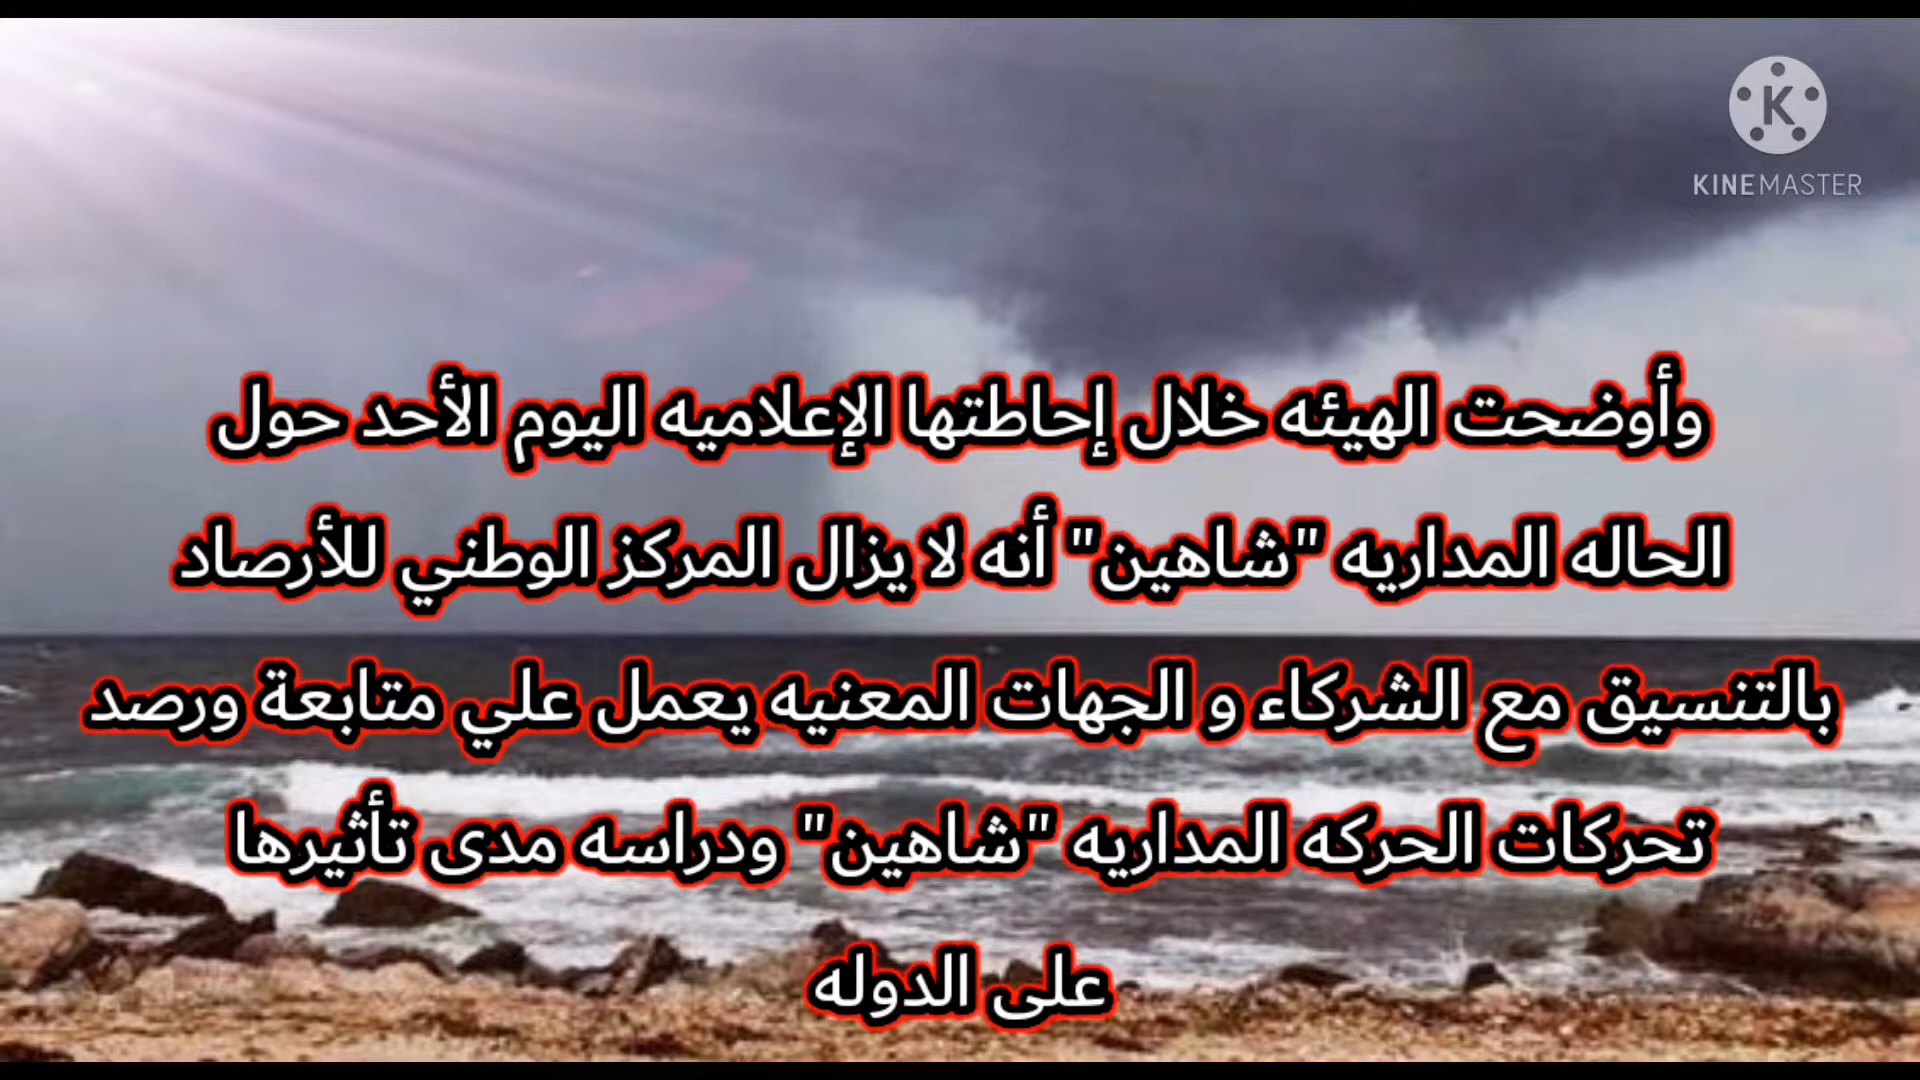 K
KINEMASTER
وأوضحت الهيئه خلال إحاطتها الإعلاميه اليوم الأحد حول
الحاله المداريه "شاهين" أنه لا يزال المركز الوطني للأرصاد
بالتنسيق مع الشركاء و الجهات المعنيه يعمل علي متابعة ورصد
تحركات الحركه المداريه "شاهين" ودراسه مدى تأثيرها
على الدوله